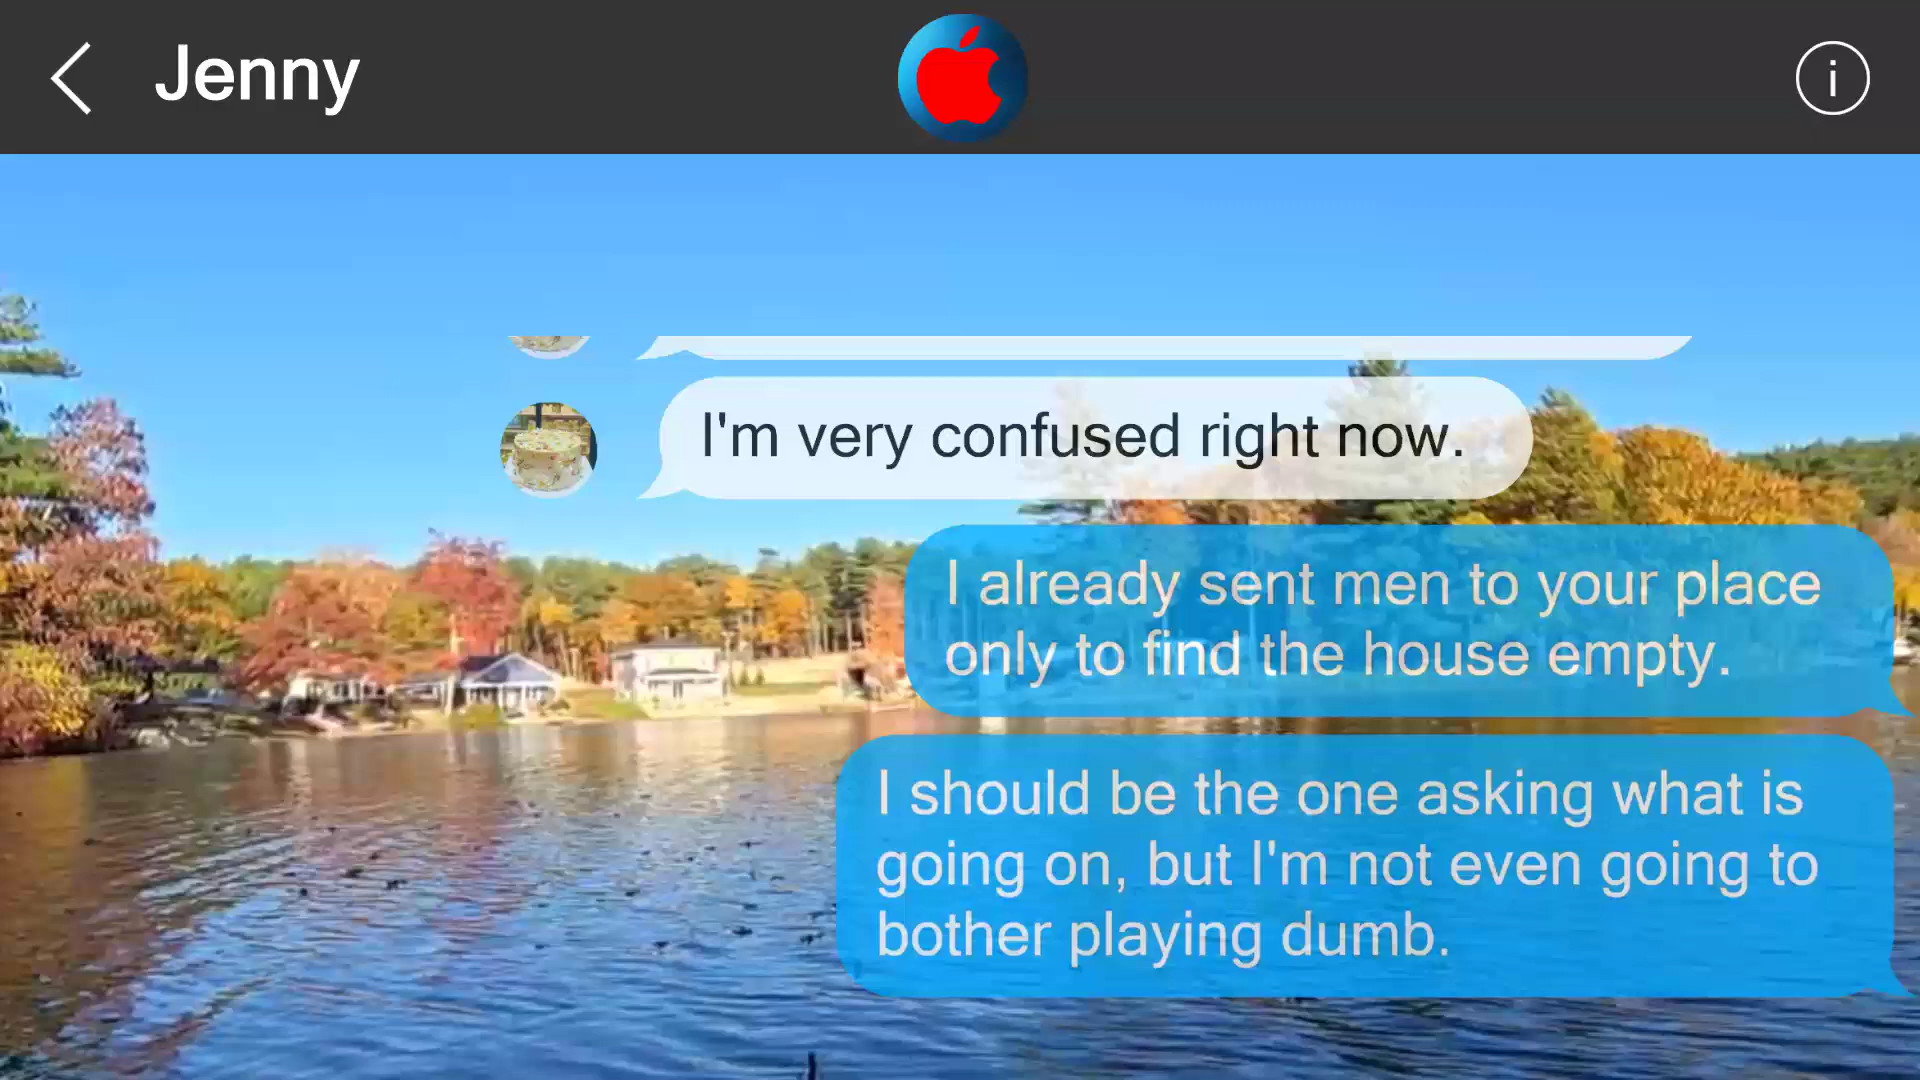 Jenny
i
I'm very confused right now.
I already sent men to your place
only to find the house empty.
I should be the one asking what is
going on, but I'm not even going to
bother playing dumb.